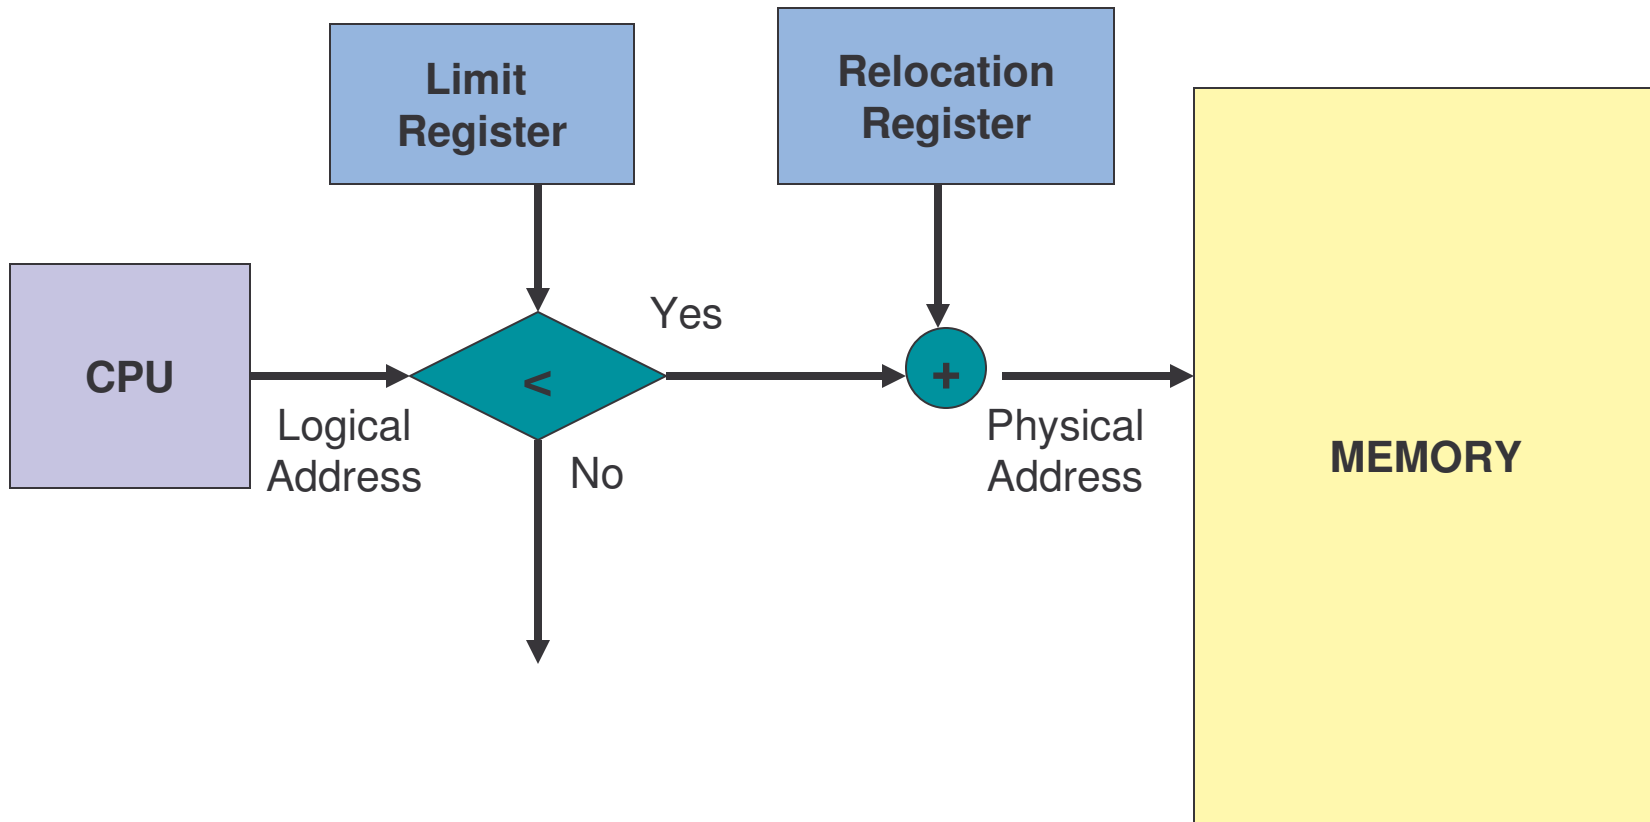 Limit
Register
Relocation
Register
CPU
Logical
Address
<
Yes
No
+
Physical
Address
MEMORY